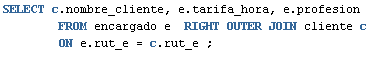 SELECT c.nombre_cliente, e.tarifa_hora, e.profesion
FROM encargado e RIGHT OUTER JOIN cliente c
ON e.rut_e = c.rut_e ;